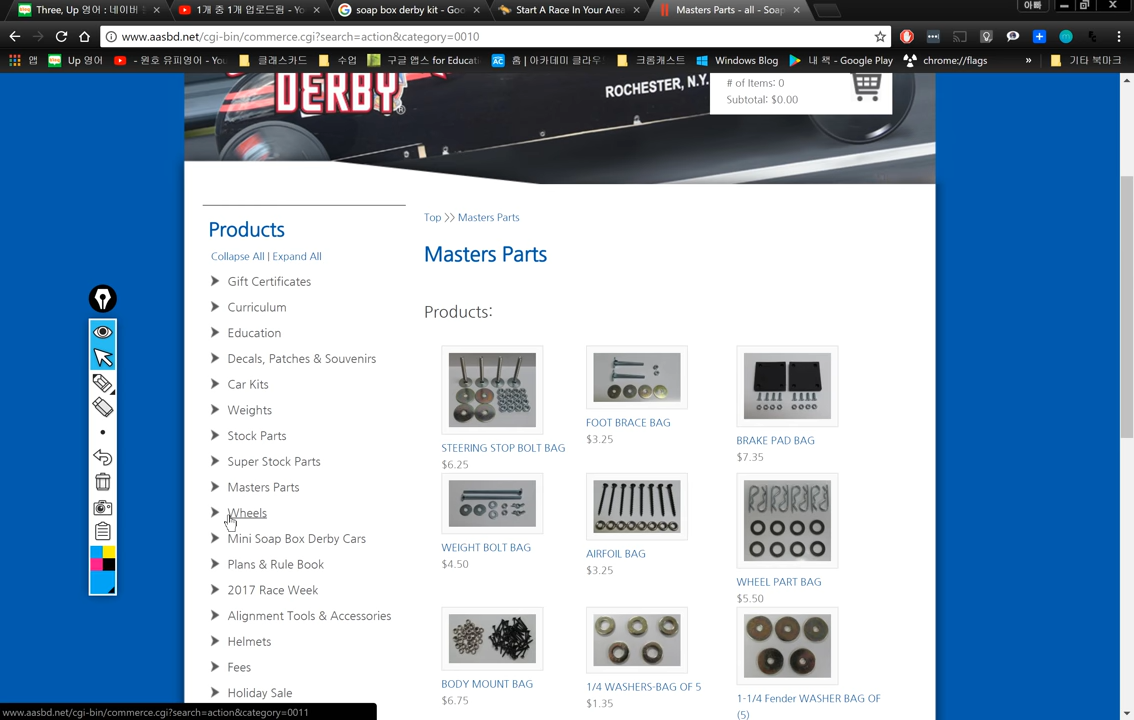 Three, Up 영어 : 네이버
1개 중 1개 업로드됨 - Yo
soap box derby kit - Goo
Start A Race In Your Area
Masters Parts - all - Soap
아빠
www.aasbd.net/cgi-bin/commerce.cgi?search=action&category=0010
앱
Up 영어
- 원호 유피영어 - You
클래스카드
수업
구글 앱스 for Educati
홈 | 아카데미 클라우
크롬캐스트
Windows Blog
내 책 - Google Play
chrome://flags
»
기타 북마크
DERBY®
ROCHESTER, N.Y.
# of Items: 0
Subtotal: $0.00
Products
Collapse All | Expand All
Gift Certificates
Curriculum
Education
Decals, Patches & Souvenirs
Car Kits
Weights
Stock Parts
Super Stock Parts
Masters Parts
Wheels
Mini Soap Box Derby Cars
Plans & Rule Book
2017 Race Week
Alignment Tools & Accessories
Helmets
Fees
Holiday Sale
Top >> Masters Parts
Masters Parts
Products:
STEERING STOP BOLT BAG
$6.25
FOOT BRACE BAG
$3.25
BRAKE PAD BAG
$7.35
WEIGHT BOLT BAG
$4.50
AIRFOIL BAG
$3.25
WHEEL PART BAG
$5.50
BODY MOUNT BAG
$6.75
1/4 WASHERS-BAG OF 5
$1.35
1-1/4 Fender WASHER BAG OF
(5)
www.aasbd.net/cgi-bin/commerce.cgi?search=action&category=0011